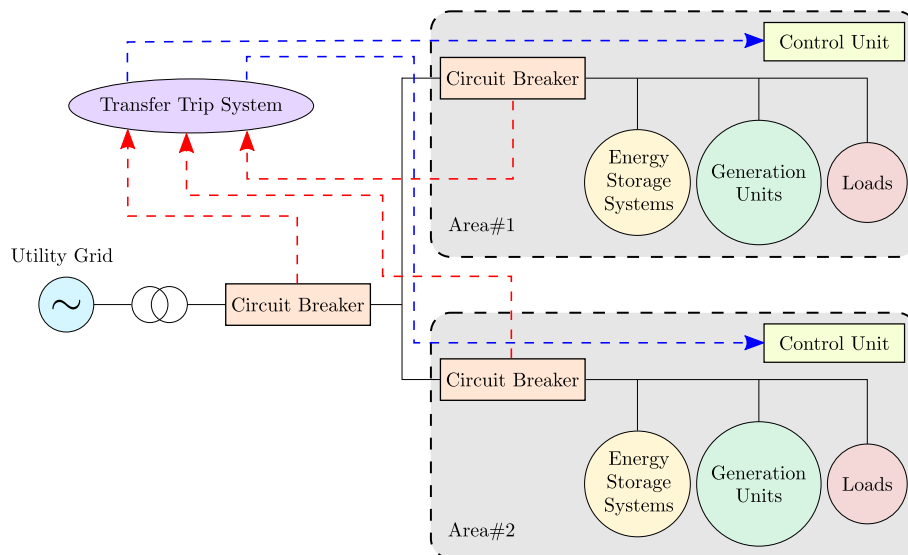 Control Unit
Circuit Breaker
Transfer Trip System
Energy
Storage
Systems
Generation
Units
Loads
Area#1
Utility Grid
~
Circuit Breaker
Control Unit
Circuit Breaker
Energy
Storage
Systems
Generation
Units
Loads
Area#2